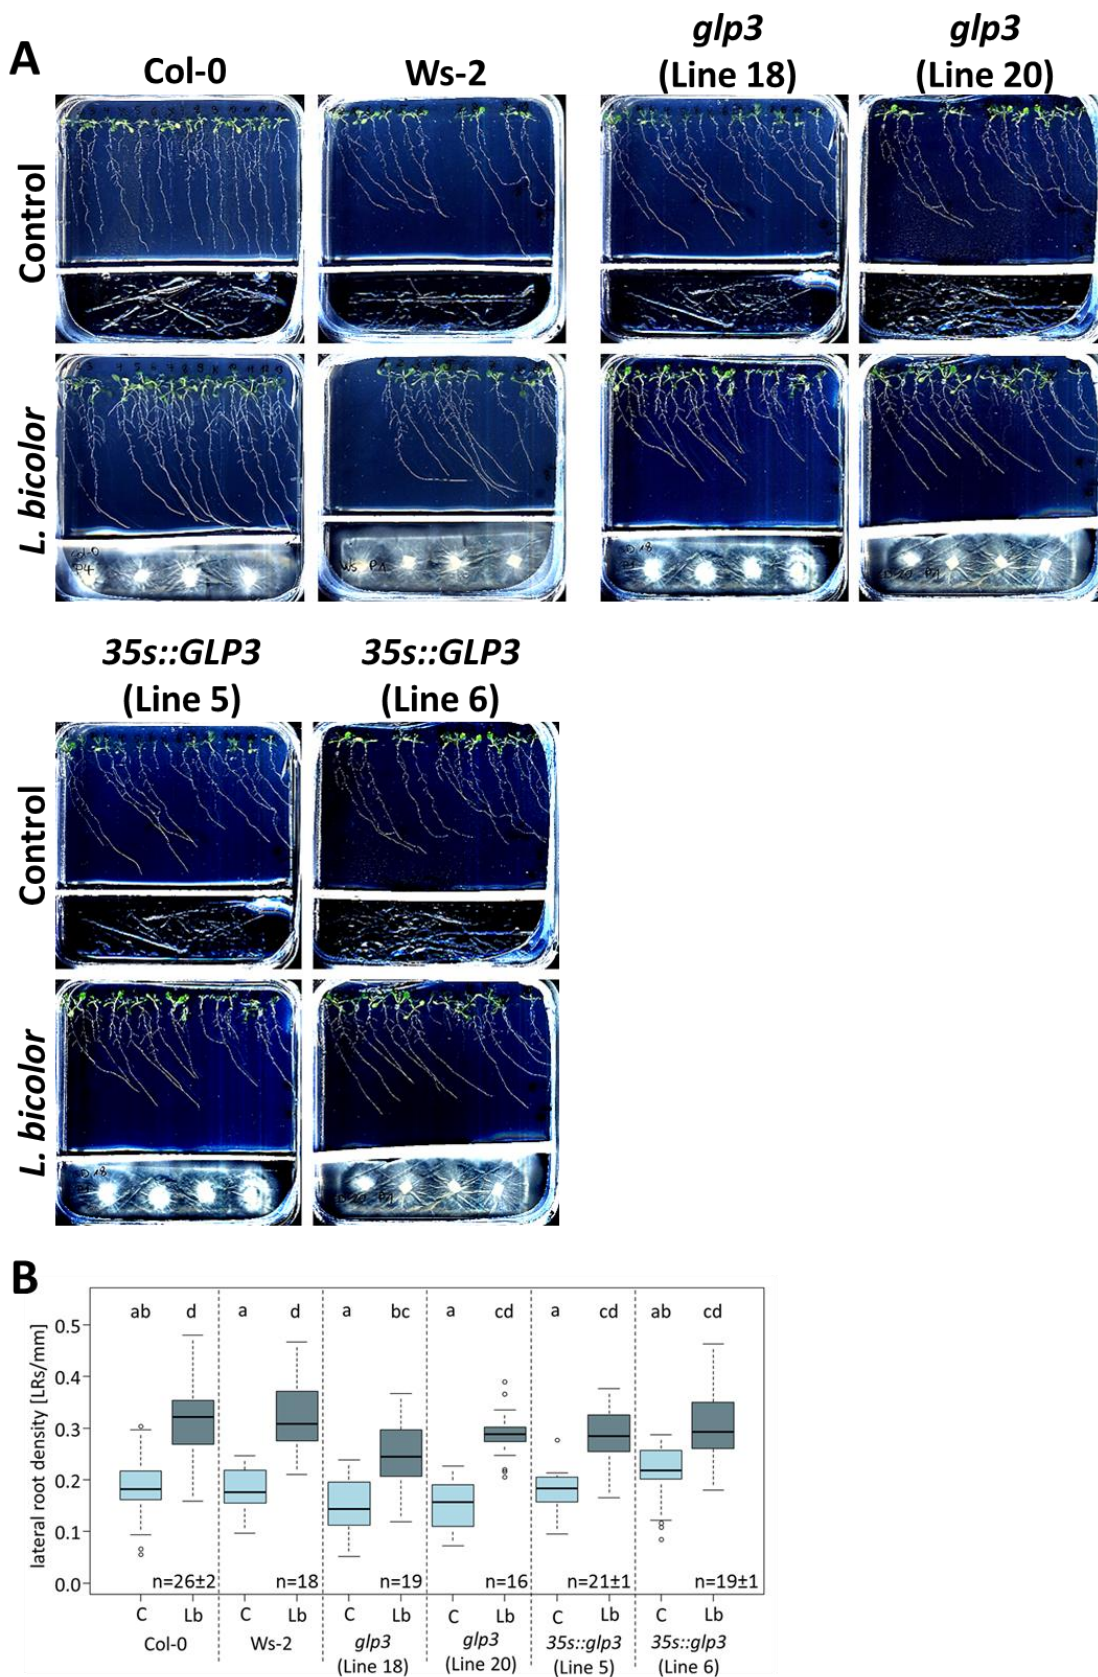 A
Col-0
Ws-2
glp3
(Line 18)
glp3
(Line 20)
Control
L. bicolor
35s::GLP3
(Line 5)
35s::GLP3
(Line 6)
Control
L. bicolor
B
lateral root density [LRs/mm]
ab d a d a bc a cd a cd ab cd
0.5
0.4
0.3
0.2
0.1
0.0
n=26±2 n=18 n=19 n=16 n=21±1 n=19±1
C Lb C Lb C Lb C Lb C Lb C Lb
Col-0 Ws-2 glp3 glp3 35s::glp3 35s::glp3
(Line 18) (Line 20) (Line 5) (Line 6)